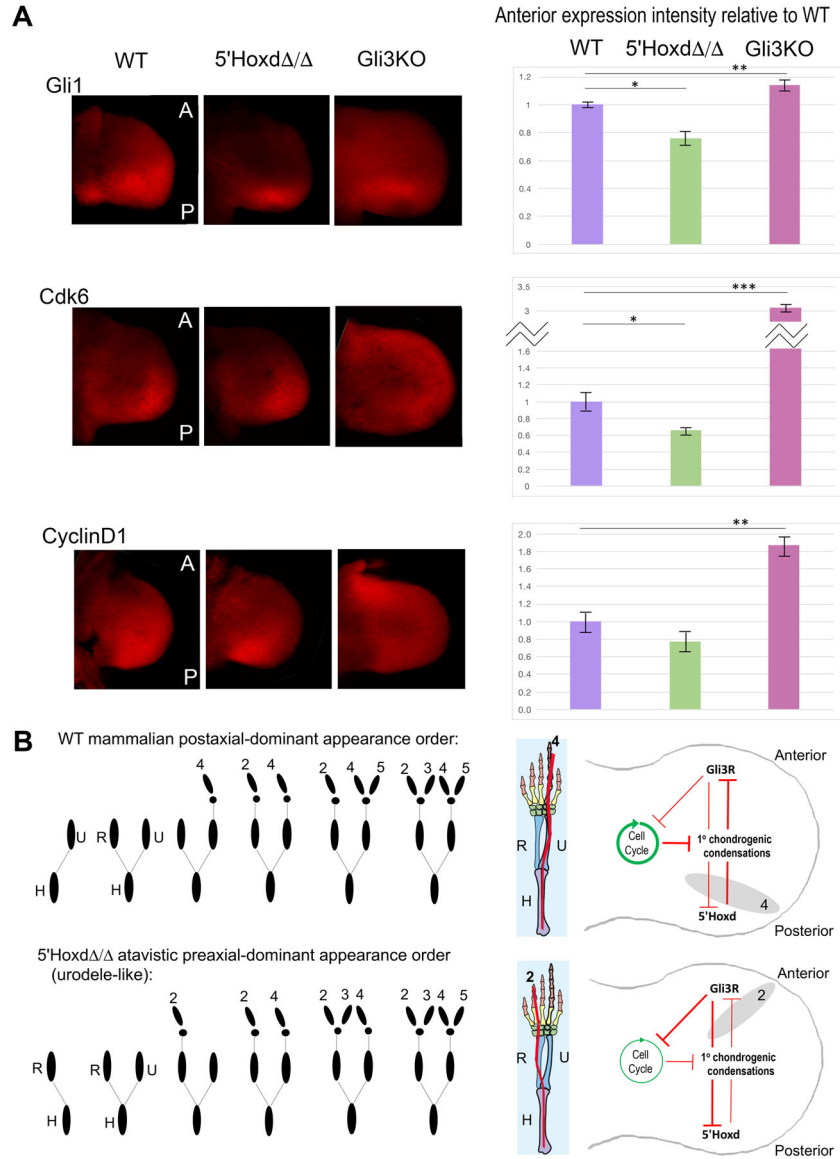 A
Anterior expression intensity relative to WT
WT 5'HoxdΔ/Δ Gli3KO
WT 5'HoxdΔ/Δ Gli3KO
Gli1
A
P
1.2
1
0.8
0.6
0.4
0.2
0
* **
Cdk6
A
P
3.5
3
1.6
1.4
1.2
1
0.8
0.6
0.4
0.2
0
* ***
CyclinD1
A
P
2.0
1.8
1.6
1.4
1.2
1.0
0.8
0.6
0.4
0.2
0.0
**
B
WT mammalian postaxial-dominant appearance order:
4 2 4 2 4 5 2 3 4 5
U R U
H H
4
R U
H
Anterior
Gli3R
Cell
Cycle
1º chondrogenic
condensations
4
5'Hoxd
Posterior
5'HoxdΔ/Δ atavistic preaxial-dominant appearance order
(urodele-like):
2 2 4 2 3 4 2 3 4 5
R R U
H H
2
R U
H
Anterior
Gli3R
2
Cell
Cycle
1º chondrogenic
condensations
5'Hoxd
Posterior